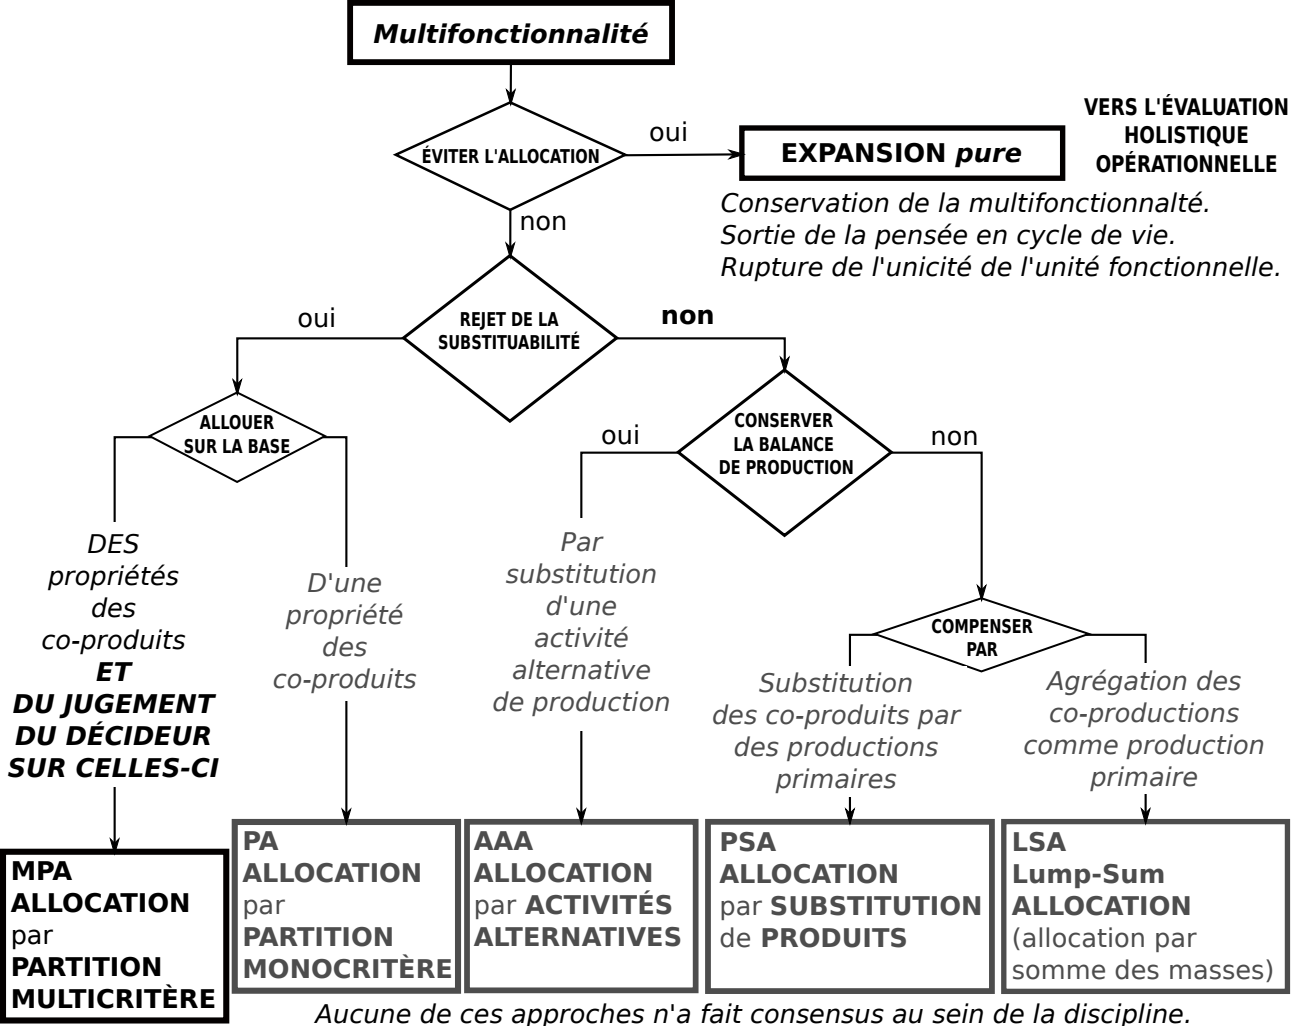 Multifonctionnalité
ÉVITER L'ALLOCATION
oui
EXPANSION pure
VERS L'ÉVALUATION
HOLISTIQUE
OPÉRATIONNELLE
Conservation de la multifonctionnalté.
Sortie de la pensée en cycle de vie.
Rupture de l'unicité de l'unité fonctionnelle.
non
REJET DE LA
SUBSTITUABILITÉ
oui
non
ALLOUER
SUR LA BASE
CONSERVER
LA BALANCE
DE PRODUCTION
oui
non
DES
propriétés
des
co-produits
ET
DU JUGEMENT
DU DÉCIDEUR
SUR CELLES-CI
D'une
propriété
des
co-produits
Par
substitution
d'une
activité
alternative
de production
COMPENSER
PAR
Substitution
des co-produits par
des productions
primaires
Agrégation des
co-productions
comme production
primaire
MPA
ALLOCATION
par
PARTITION
MULTICRITÈRE
PA
ALLOCATION
par
PARTITION
MONOCRITÈRE
AAA
ALLOCATION
par ACTIVITÉS
ALTERNATIVES
PSA
ALLOCATION
par SUBSTITUTION
de PRODUITS
LSA
Lump-Sum
ALLOCATION
(allocation par
somme des masses)
Aucune de ces approches n'a fait consensus au sein de la discipline.